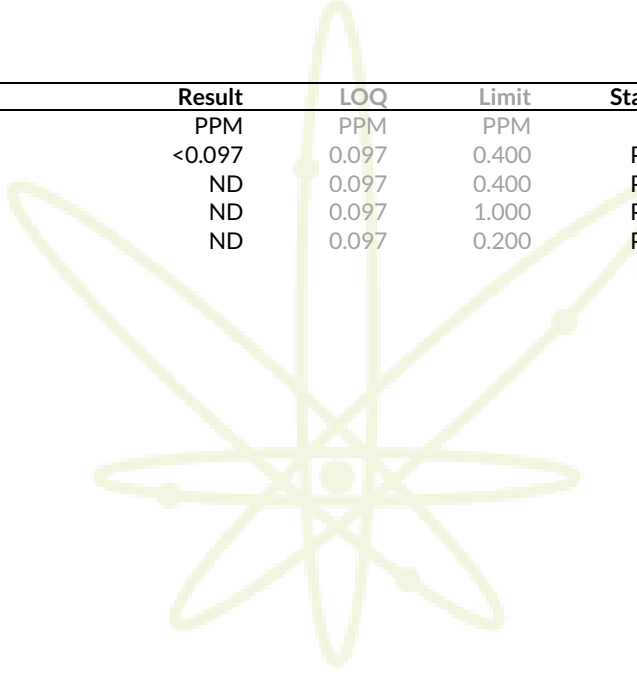 Result LOQ Limit
PPM PPM PPM
<0.097 0.097 0.400
ND 0.097 0.400
ND 0.097 1.000
ND 0.097 0.200